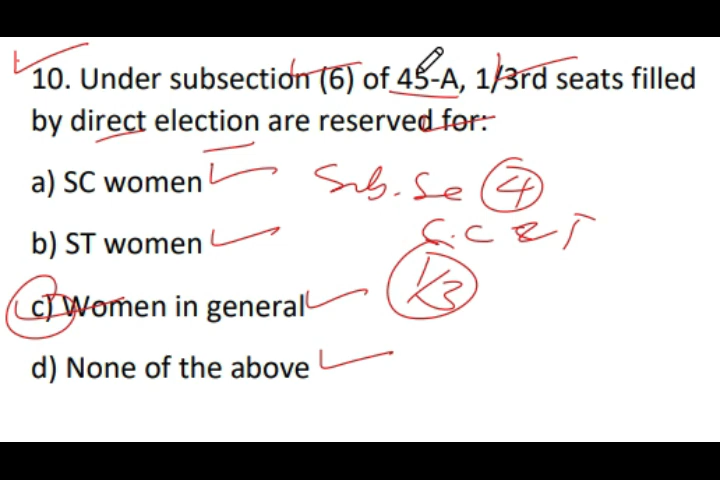 10. Under subsection (6) of 45-A, 1/3rd seats filled
by direct election are reserved for:
a) SC women
Sub. Se 4
b) ST women
S.C & T
c) Women in general
1/3
d) None of the above